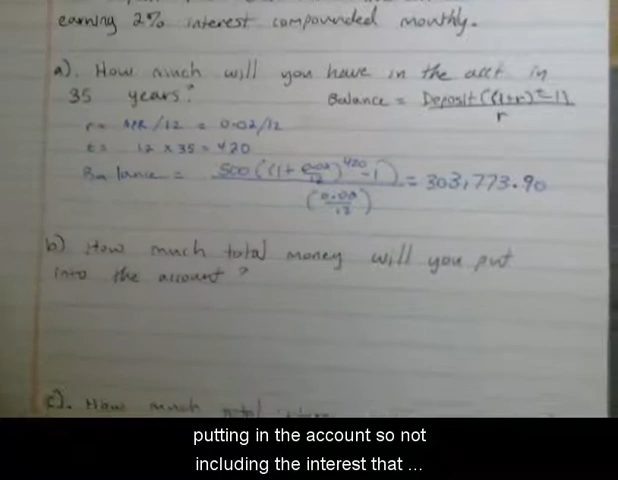 earning 2% interest compounded monthly.
a). How much will you have in the acct in
35 years?
Balance = Deposit((1+r)^t-1)
r
r = APR/12 = 0.02/12
t = 12 x 35 = 420
Balance = 500((1+0.02/12)^420-1) = 303,773.90
(0.02/12)
b) How much total money will you put
into the account?
c). How much total
putting in the account so not
including the interest that ...